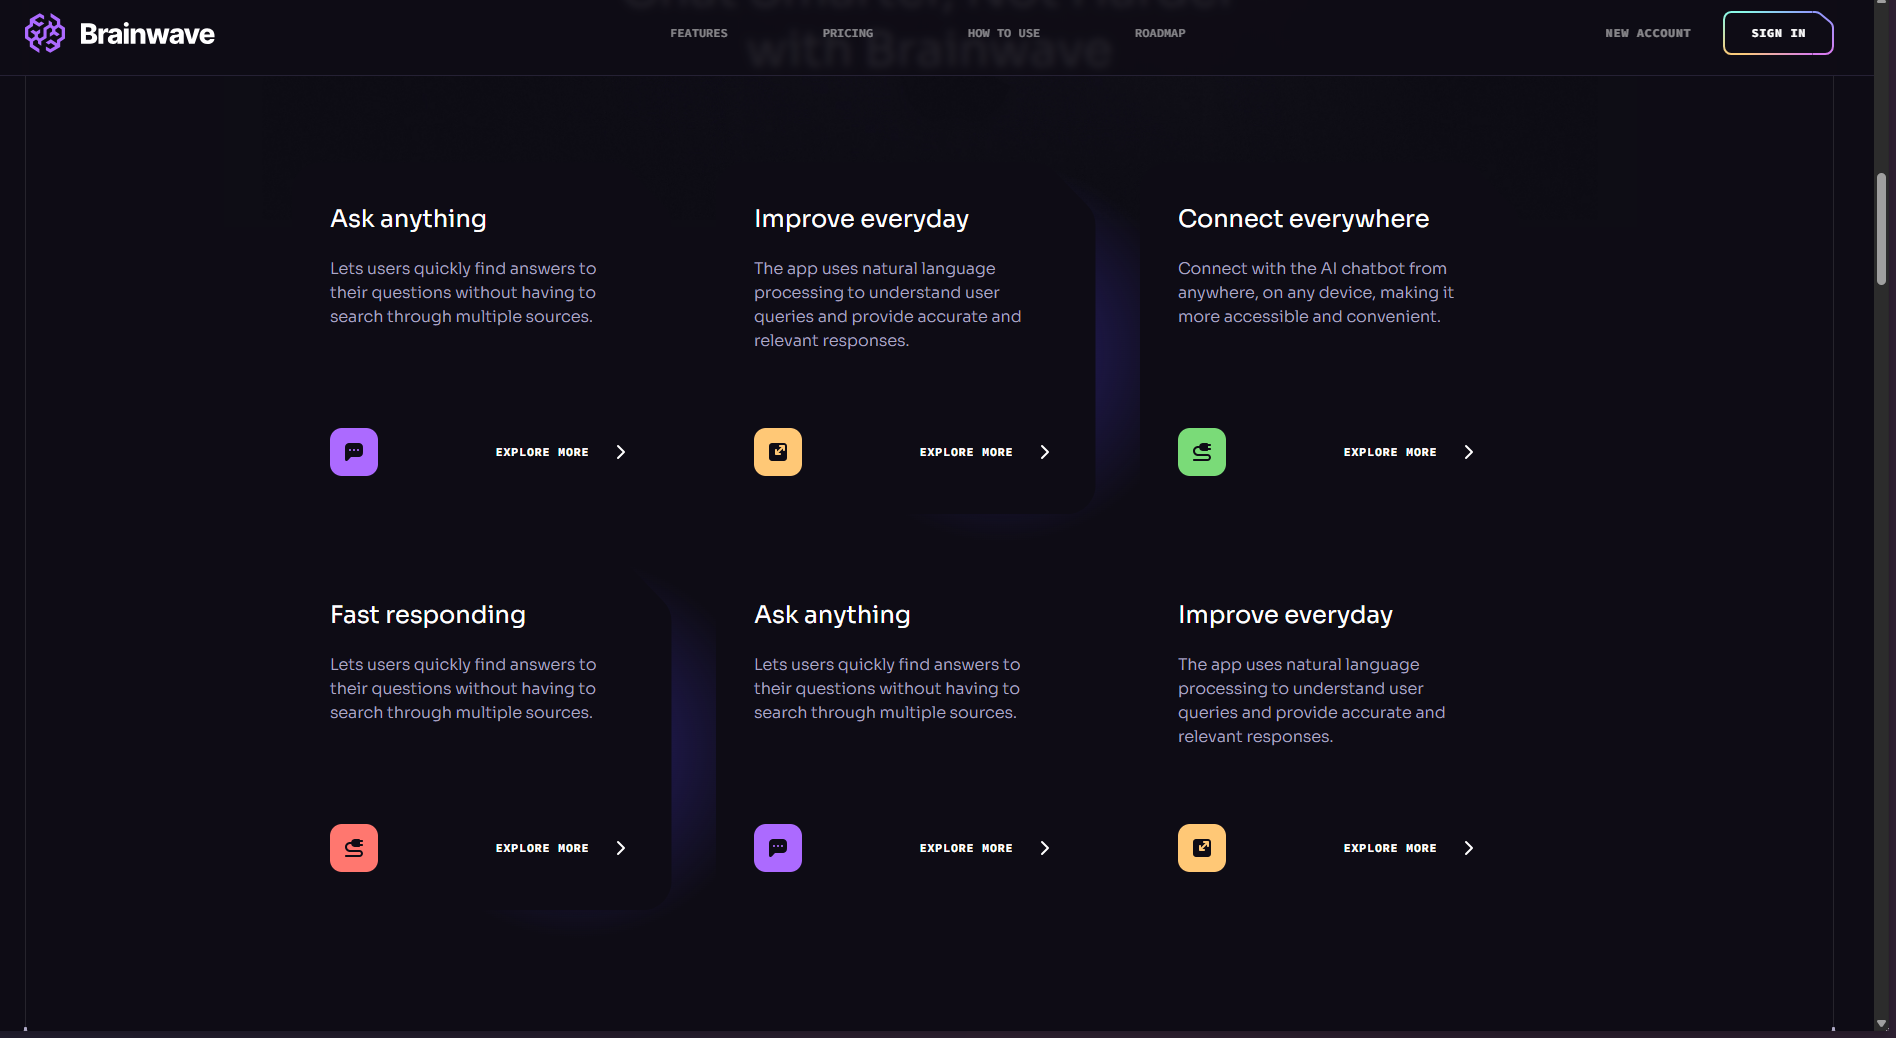 Chat Smarter, Not Harder
with Brainwave
Brainwave
FEATURES
PRICING
HOW TO USE
ROADMAP
NEW ACCOUNT
SIGN IN
Ask anything
Lets users quickly find answers to
their questions without having to
search through multiple sources.
EXPLORE MORE
Improve everyday
The app uses natural language
processing to understand user
queries and provide accurate and
relevant responses.
EXPLORE MORE
Connect everywhere
Connect with the AI chatbot from
anywhere, on any device, making it
more accessible and convenient.
EXPLORE MORE
Fast responding
Lets users quickly find answers to
their questions without having to
search through multiple sources.
EXPLORE MORE
Ask anything
Lets users quickly find answers to
their questions without having to
search through multiple sources.
EXPLORE MORE
Improve everyday
The app uses natural language
processing to understand user
queries and provide accurate and
relevant responses.
EXPLORE MORE